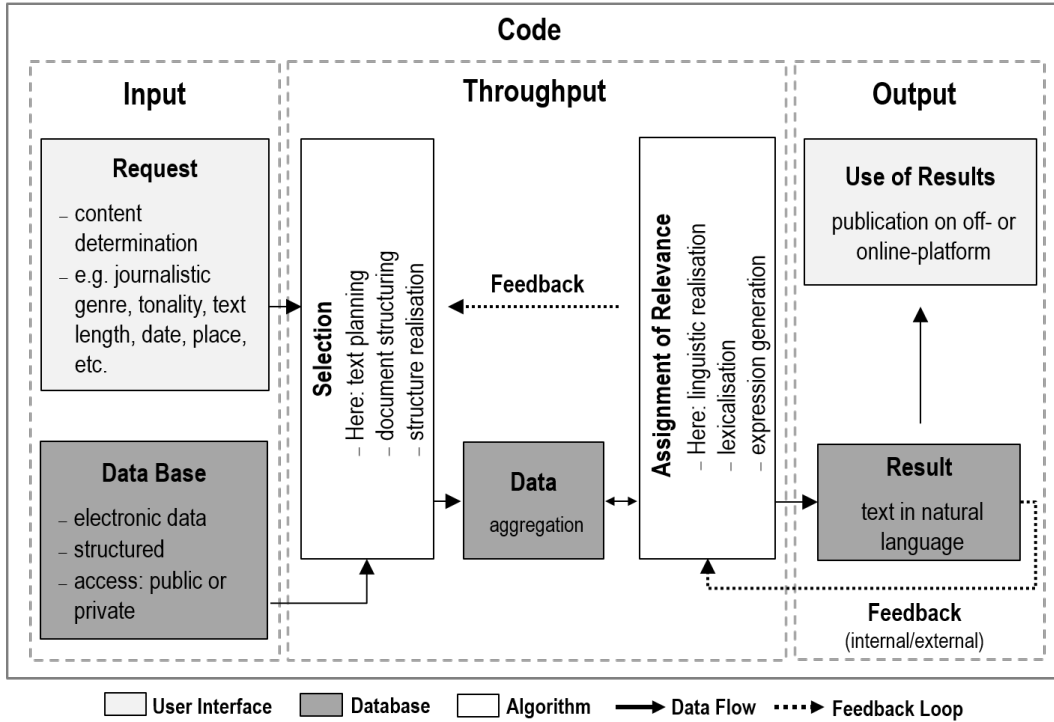 Code
Input
Throughput
Output
Request
– content
determination
– e.g. journalistic
genre, tonality, text
length, date, place,
etc.
Data Base
– electronic data
– structured
– access: public or
private
Selection
– Here: text planning
– document structuring
– structure realisation
Feedback
Data
aggregation
Assignment of Relevance
– Here: linguistic realisation
– lexicalisation
– expression generation
Use of Results
publication on off- or
online-platform
Result
text in natural
language
Feedback
(internal/external)
User Interface
Database
Algorithm
Data Flow
Feedback Loop